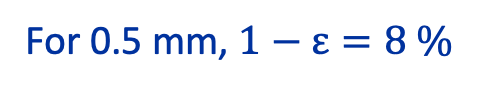 For 0.5 mm, 1 − ε = 8 %